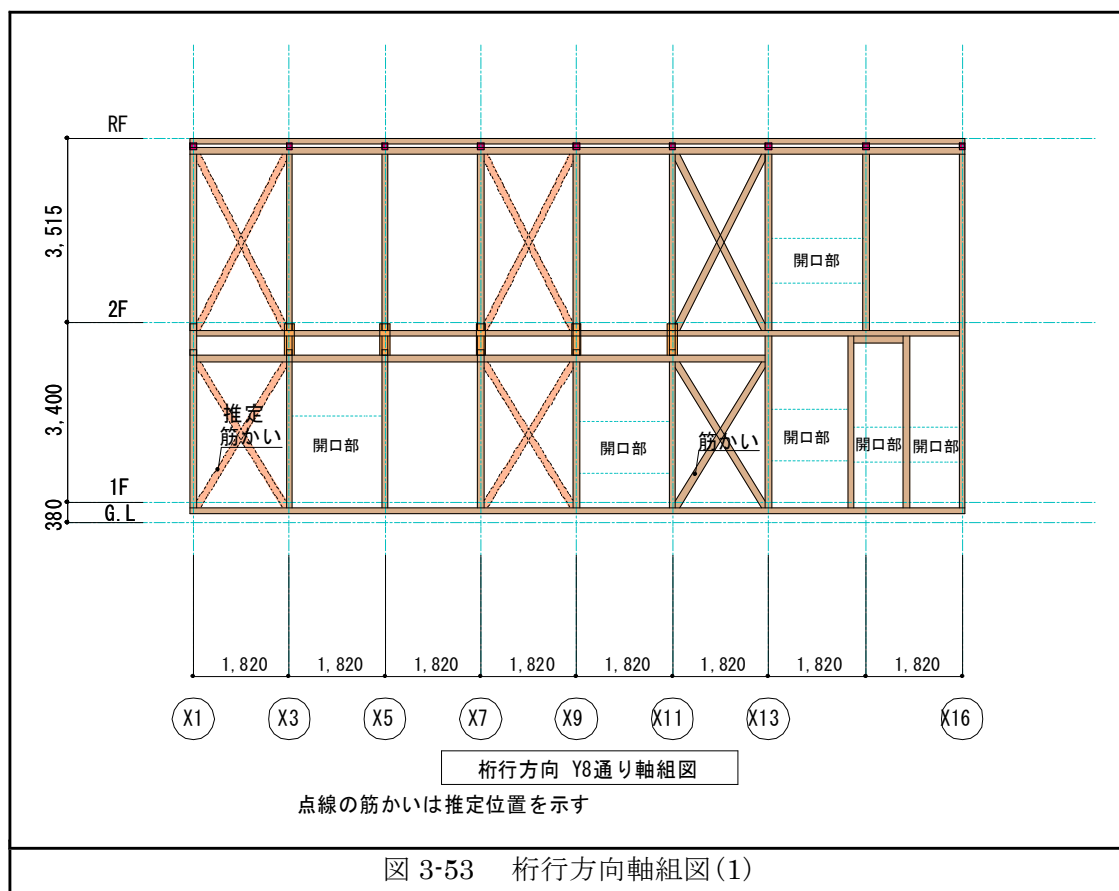 RF
3,515
開口部
2F
3,400
推定
筋かい
開口部
開口部
筋かい
開口部
開口部
開口部
1F
380
G.L
1,820
1,820
1,820
1,820
1,820
1,820
1,820
1,820
X1
X3
X5
X7
X9
X11
X13
X16
桁行方向 Y8通り軸組図
点線の筋かいは推定位置を示す
図 3-53 桁行方向軸組図(1)